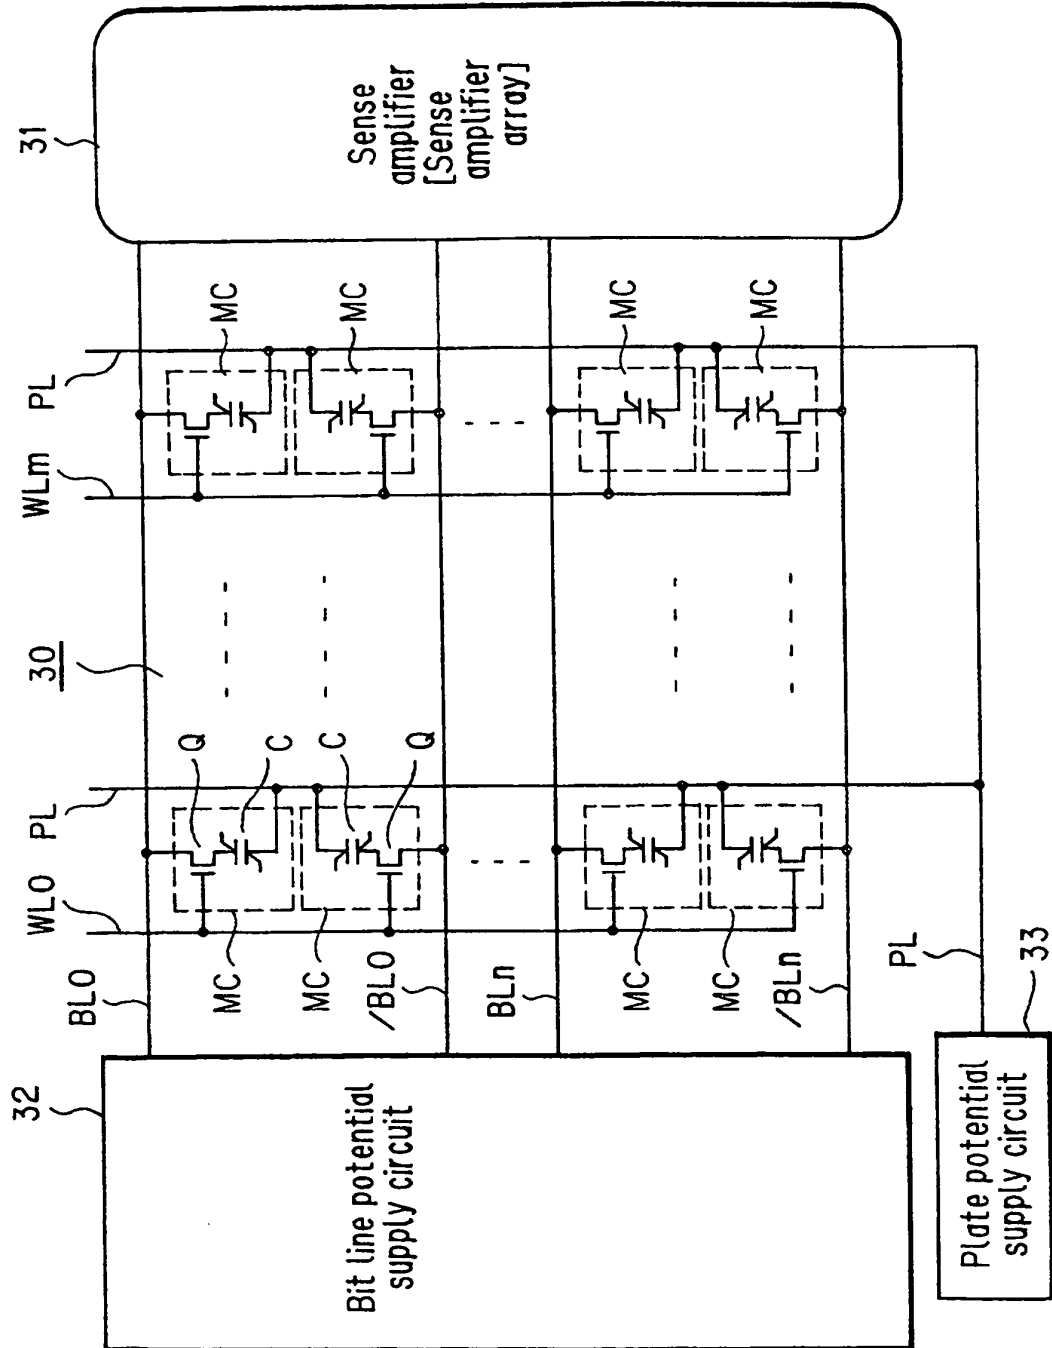 31
Sense
amplifier
[Sense
amplifier
array]
PL
MC
MC
MC
MC
WLm
30
PL
Q
C
C
Q
WL0
MC
MC
MC
MC
BL0
/BL0
BLn
/BLn
PL
32
Bit line potential
supply circuit
33
Plate potential
supply circuit